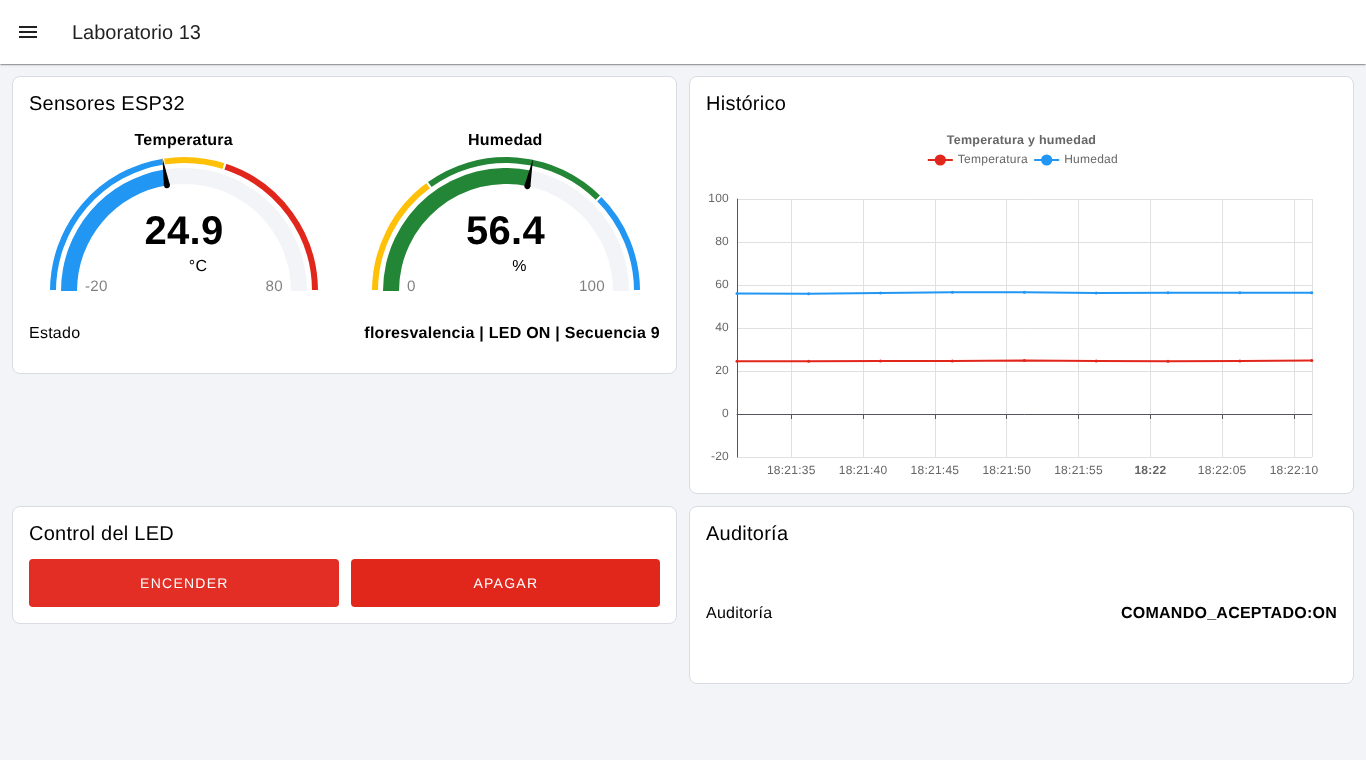 Laboratorio 13
Sensores ESP32
Temperatura
24.9
°C
-20
80
Humedad
56.4
%
0
100
Estado
floresvalencia | LED ON | Secuencia 9
Histórico
Temperatura y humedad
Temperatura Humedad
100
80
60
40
20
0
-20
18:21:35 18:21:40 18:21:45 18:21:50 18:21:55 18:22 18:22:05 18:22:10
Control del LED
ENCENDER
APAGAR
Auditoría
Auditoría
COMANDO_ACEPTADO:ON